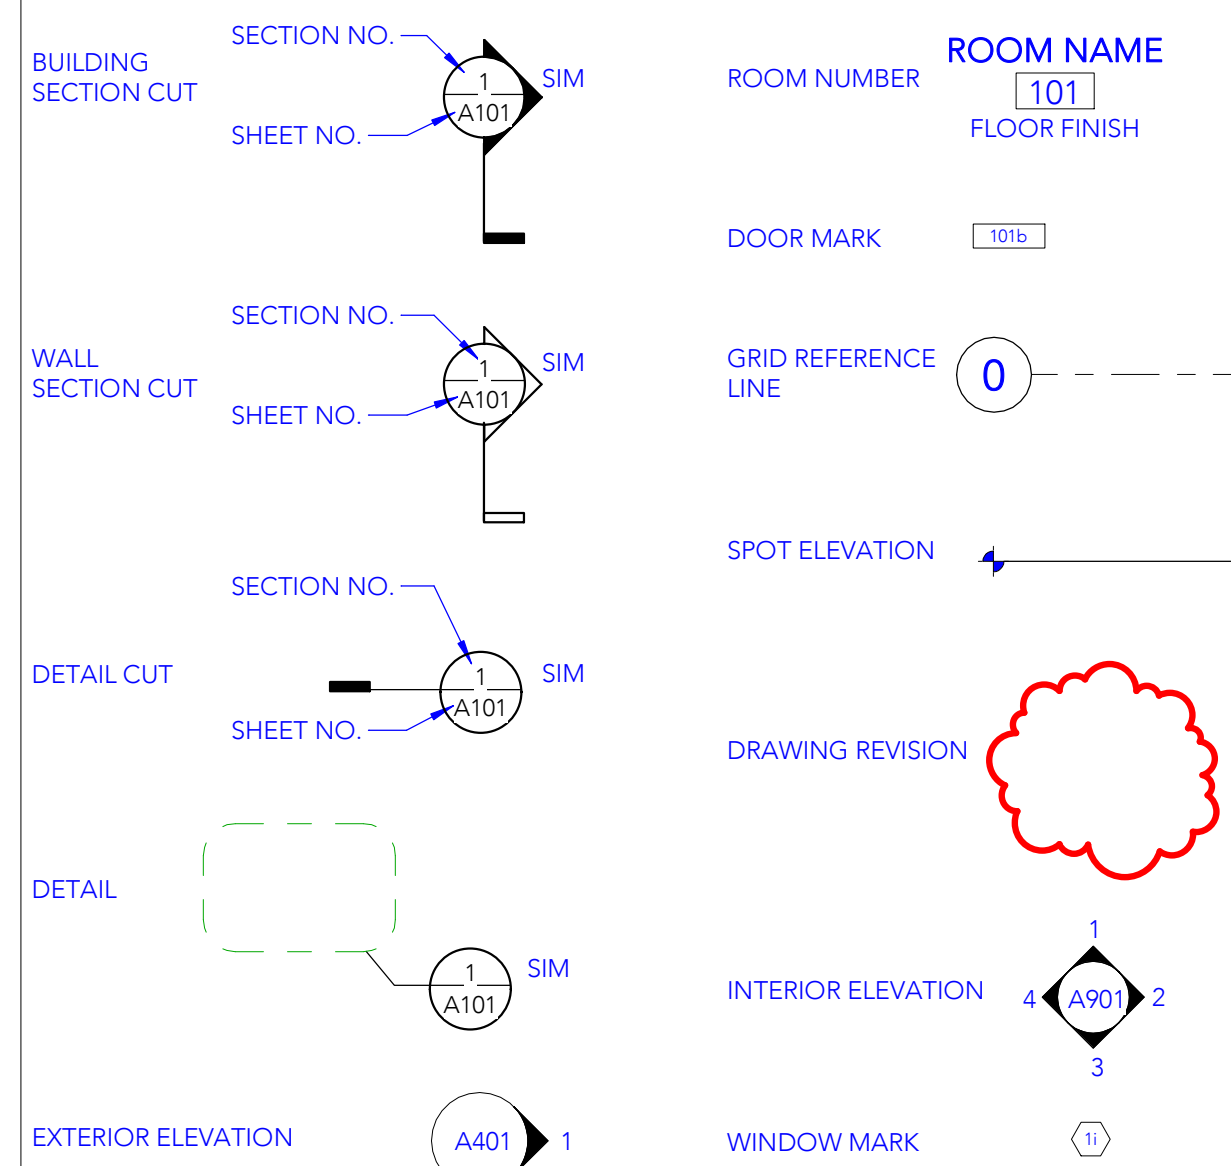 SECTION NO.
BUILDING
SECTION CUT
1
A101
SIM
SHEET NO.
SECTION NO.
WALL
SECTION CUT
1
A101
SIM
SHEET NO.
SECTION NO.
DETAIL CUT
1
A101
SIM
SHEET NO.
DETAIL
1
A101
SIM
EXTERIOR ELEVATION
A401
1
ROOM NAME
ROOM NUMBER
101
FLOOR FINISH
DOOR MARK
101b
GRID REFERENCE
LINE
0
SPOT ELEVATION
DRAWING REVISION
1
INTERIOR ELEVATION
4
A901
2
3
WINDOW MARK
1i